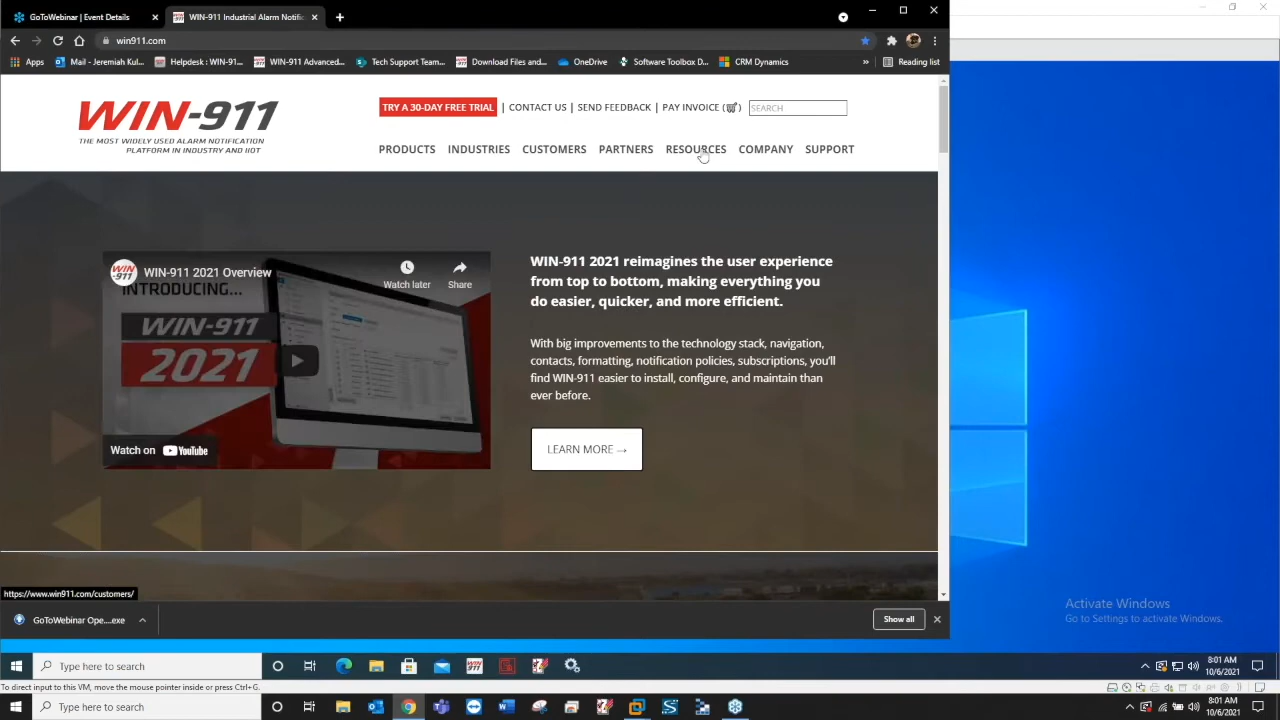 GoToWebinar | Event Details
WIN-911 Industrial Alarm Notific
win911.com
Apps
Mail - Jeremiah Kul...
Helpdesk : WIN-91...
WIN-911 Advanced...
Tech Support Team...
Download Files and...
OneDrive
Software Toolbox D...
CRM Dynamics
»
Reading list
WIN-911
THE MOST WIDELY USED ALARM NOTIFICATION
PLATFORM IN INDUSTRY AND IIOT
TRY A 30-DAY FREE TRIAL | CONTACT US | SEND FEEDBACK | PAY INVOICE ( )
SEARCH
PRODUCTS INDUSTRIES CUSTOMERS PARTNERS RESOURCES COMPANY SUPPORT
WIN-911
WIN-911 2021 Overview
Watch later
Share
INTRODUCING...
WIN-911
2021
Watch on YouTube
WIN-911 2021 reimagines the user experience
from top to bottom, making everything you
do easier, quicker, and more efficient.
With big improvements to the technology stack, navigation,
contacts, formatting, notification policies, subscriptions, you'll
find WIN-911 easier to install, configure, and maintain than
ever before.
LEARN MORE →
https://www.win911.com/customers/
GoToWebinar Ope....exe
Show all
Activate Windows
Go to Settings to activate Windows.
Type here to search
8:01 AM
10/6/2021
To direct input to this VM, move the mouse pointer inside or press Ctrl+G.
Type here to search
8:01 AM
10/6/2021